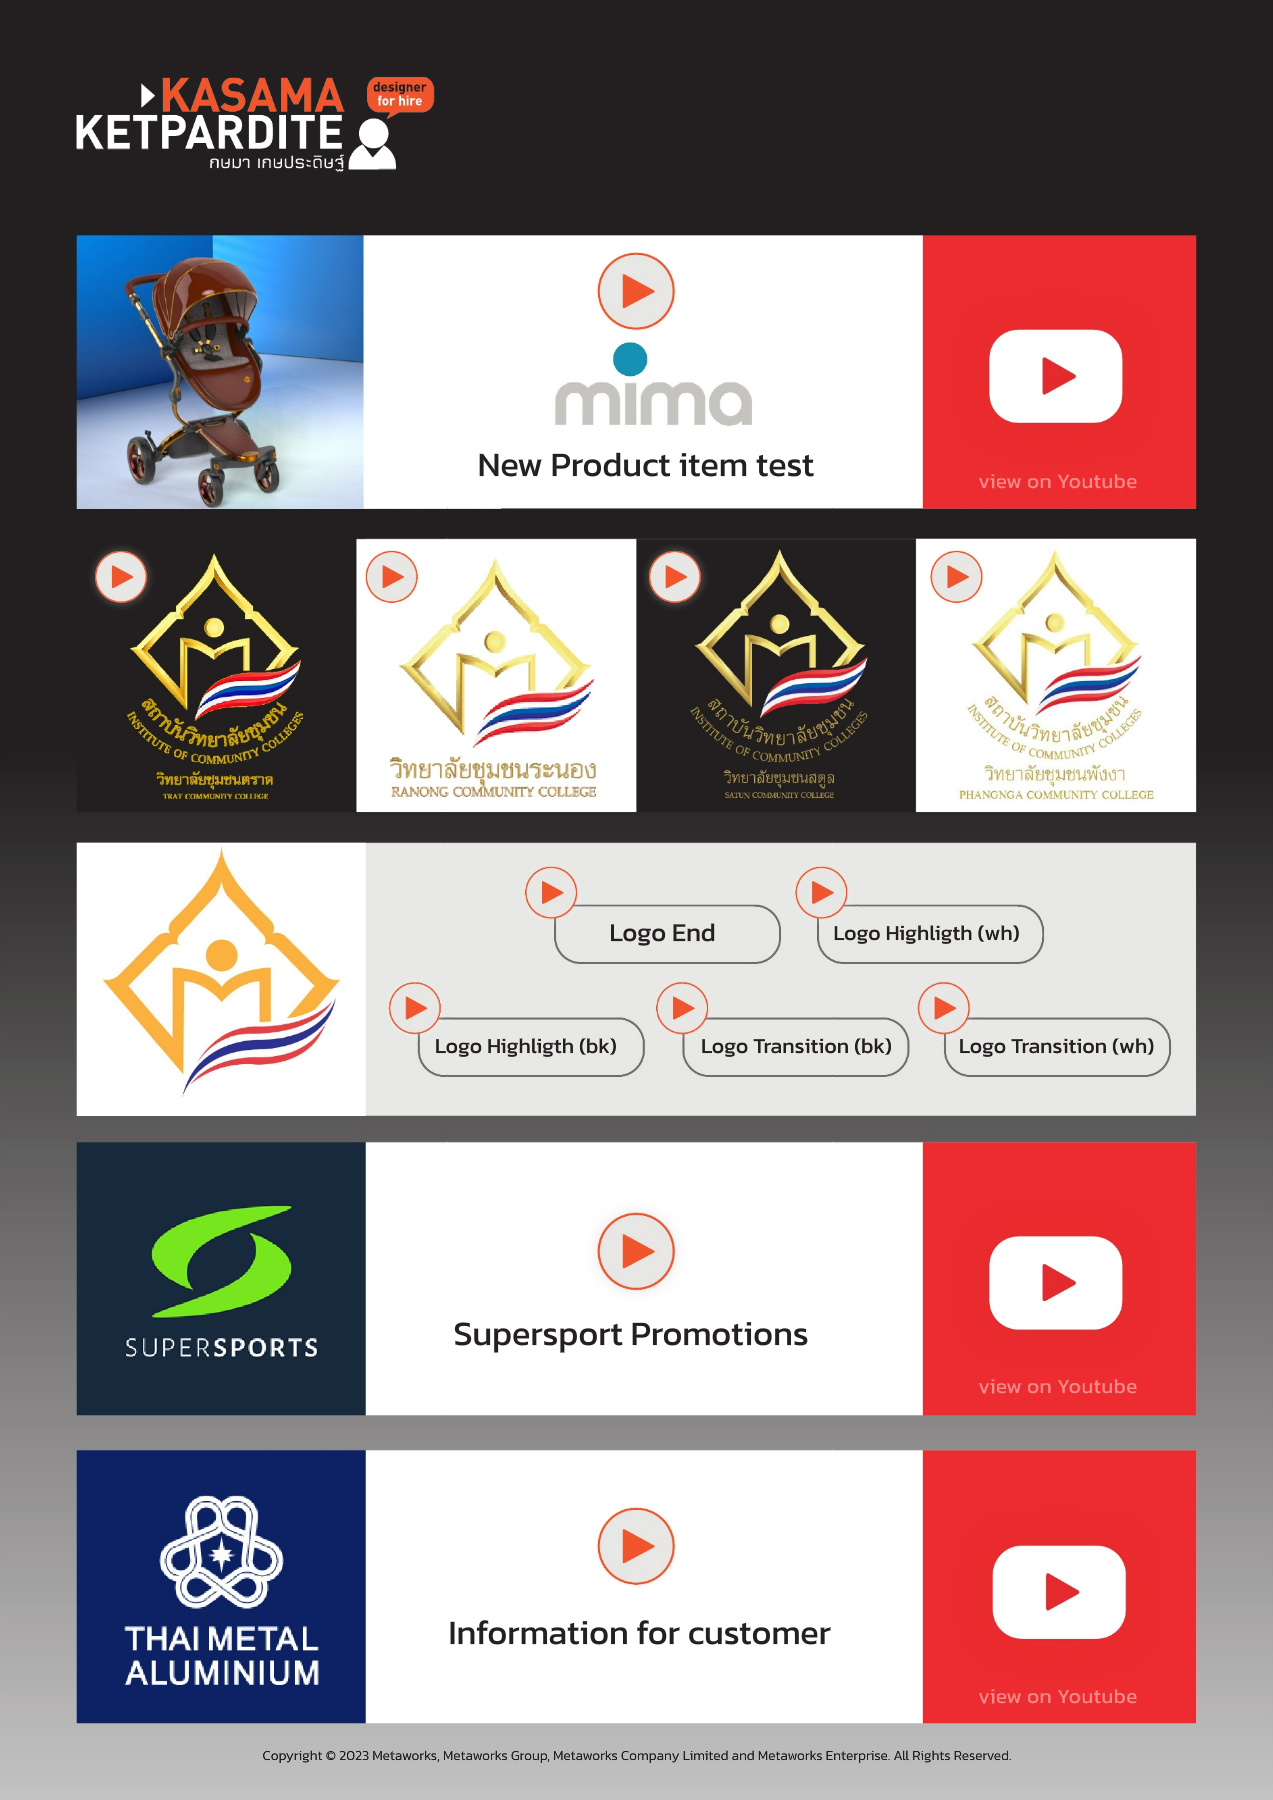 KASAMA
KETPARDITE
กษมา เกษประดิษฐ์
designer
for hire
mima
New Product item test
view on Youtube
สถาบันวิทยาลัยชุมชน
INSTITUTE OF COMMUNITY COLLEGES
วิทยาลัยชุมชนตราด
TRAT COMMUNITY COLLEGE
วิทยาลัยชุมชนระนอง
RANONG COMMUNITY COLLEGE
สถาบันวิทยาลัยชุมชน
INSTITUTE OF COMMUNITY COLLEGES
วิทยาลัยชุมชนสตูล
SATUN COMMUNITY COLLEGE
สถาบันวิทยาลัยชุมชน
INSTITUTE OF COMMUNITY COLLEGES
วิทยาลัยชุมชนพังงา
PHANGNGA COMMUNITY COLLEGE
Logo End
Logo Highligth (wh)
Logo Highligth (bk)
Logo Transition (bk)
Logo Transition (wh)
SUPERSPORTS
Supersport Promotions
view on Youtube
THAI METAL
ALUMINIUM
Information for customer
view on Youtube
Copyright © 2023 Metaworks, Metaworks Group, Metaworks Company Limited and Metaworks Enterprise. All Rights Reserved.